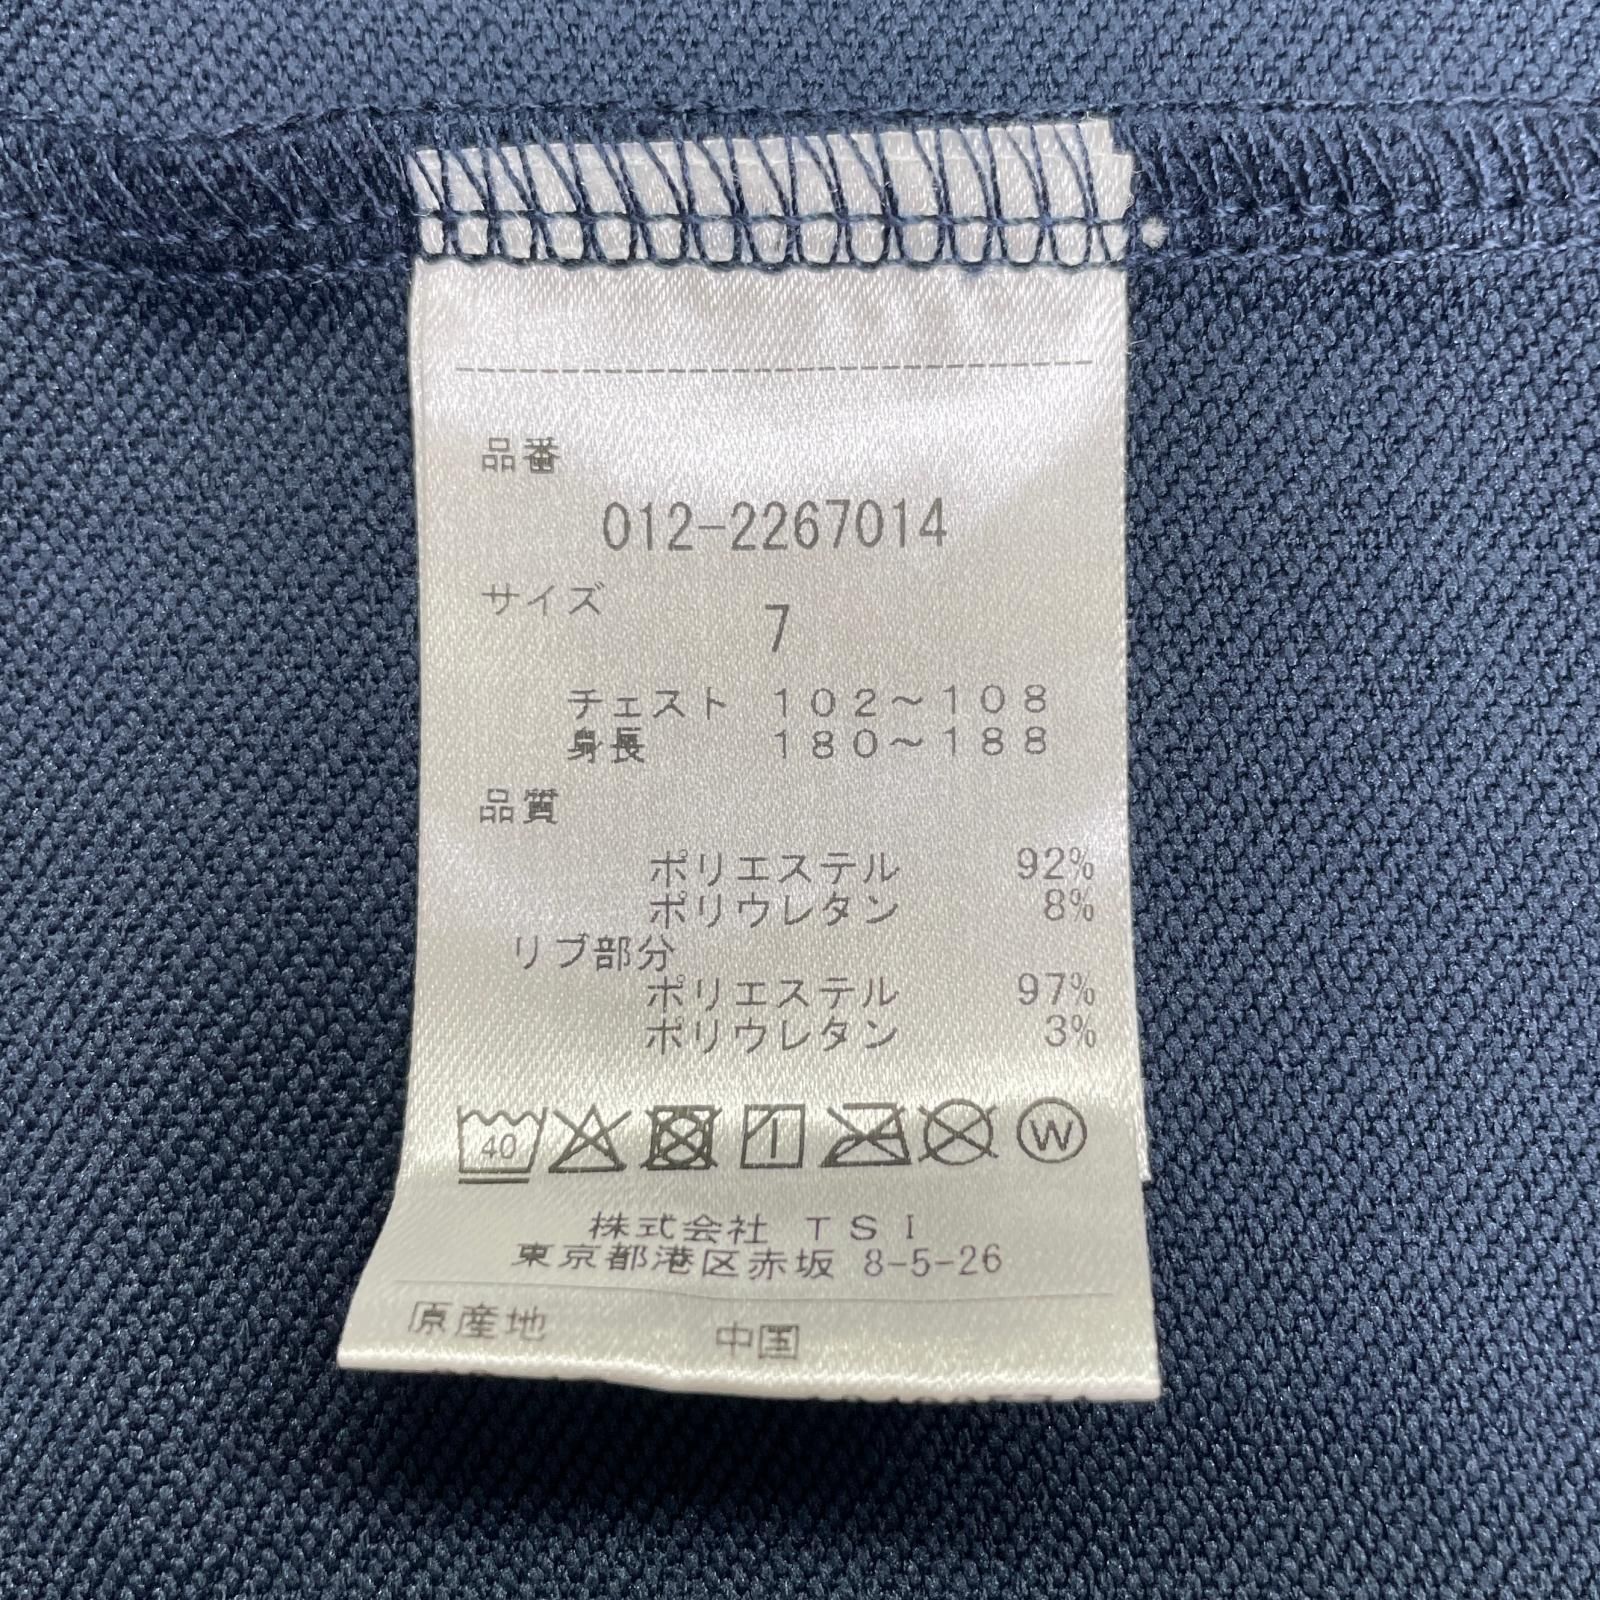 品番
012-2267014
サイズ
7
チェスト 102～108
身長 180～188
品質
ポリエステル 92%
ポリウレタン 8%
リブ部分
ポリエステル 97%
ポリウレタン 3%
40 W
株式会社 TSI
東京都港区赤坂 8-5-26
原産地 中国